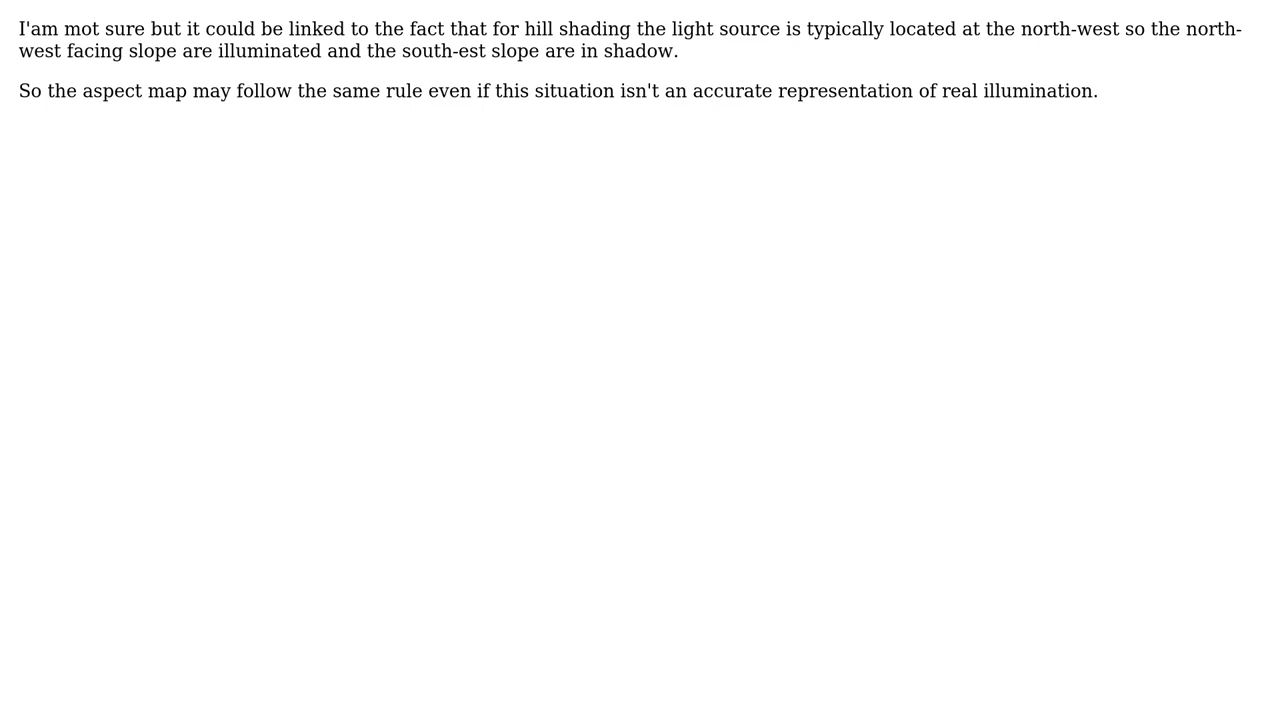 I'am mot sure but it could be linked to the fact that for hill shading the light source is typically located at the north-west so the north-
west facing slope are illuminated and the south-est slope are in shadow.
So the aspect map may follow the same rule even if this situation isn't an accurate representation of real illumination.